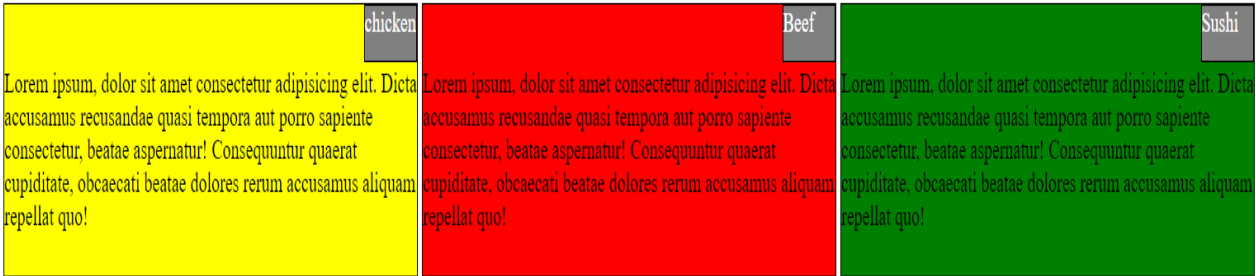 chicken
Lorem ipsum, dolor sit amet consectetur adipisicing elit. Dicta
accusamus recusandae quasi tempora aut porro sapiente
consectetur, beatae aspernatur! Consequuntur quaerat
cupiditate, obcaecati beatae dolores rerum accusamus aliquam
repellat quo!
Beef
Lorem ipsum, dolor sit amet consectetur adipisicing elit. Dicta
accusamus recusandae quasi tempora aut porro sapiente
consectetur, beatae aspernatur! Consequuntur quaerat
cupiditate, obcaecati beatae dolores rerum accusamus aliquam
repellat quo!
Sushi
Lorem ipsum, dolor sit amet consectetur adipisicing elit. Dicta
accusamus recusandae quasi tempora aut porro sapiente
consectetur, beatae aspernatur! Consequuntur quaerat
cupiditate, obcaecati beatae dolores rerum accusamus aliquam
repellat quo!